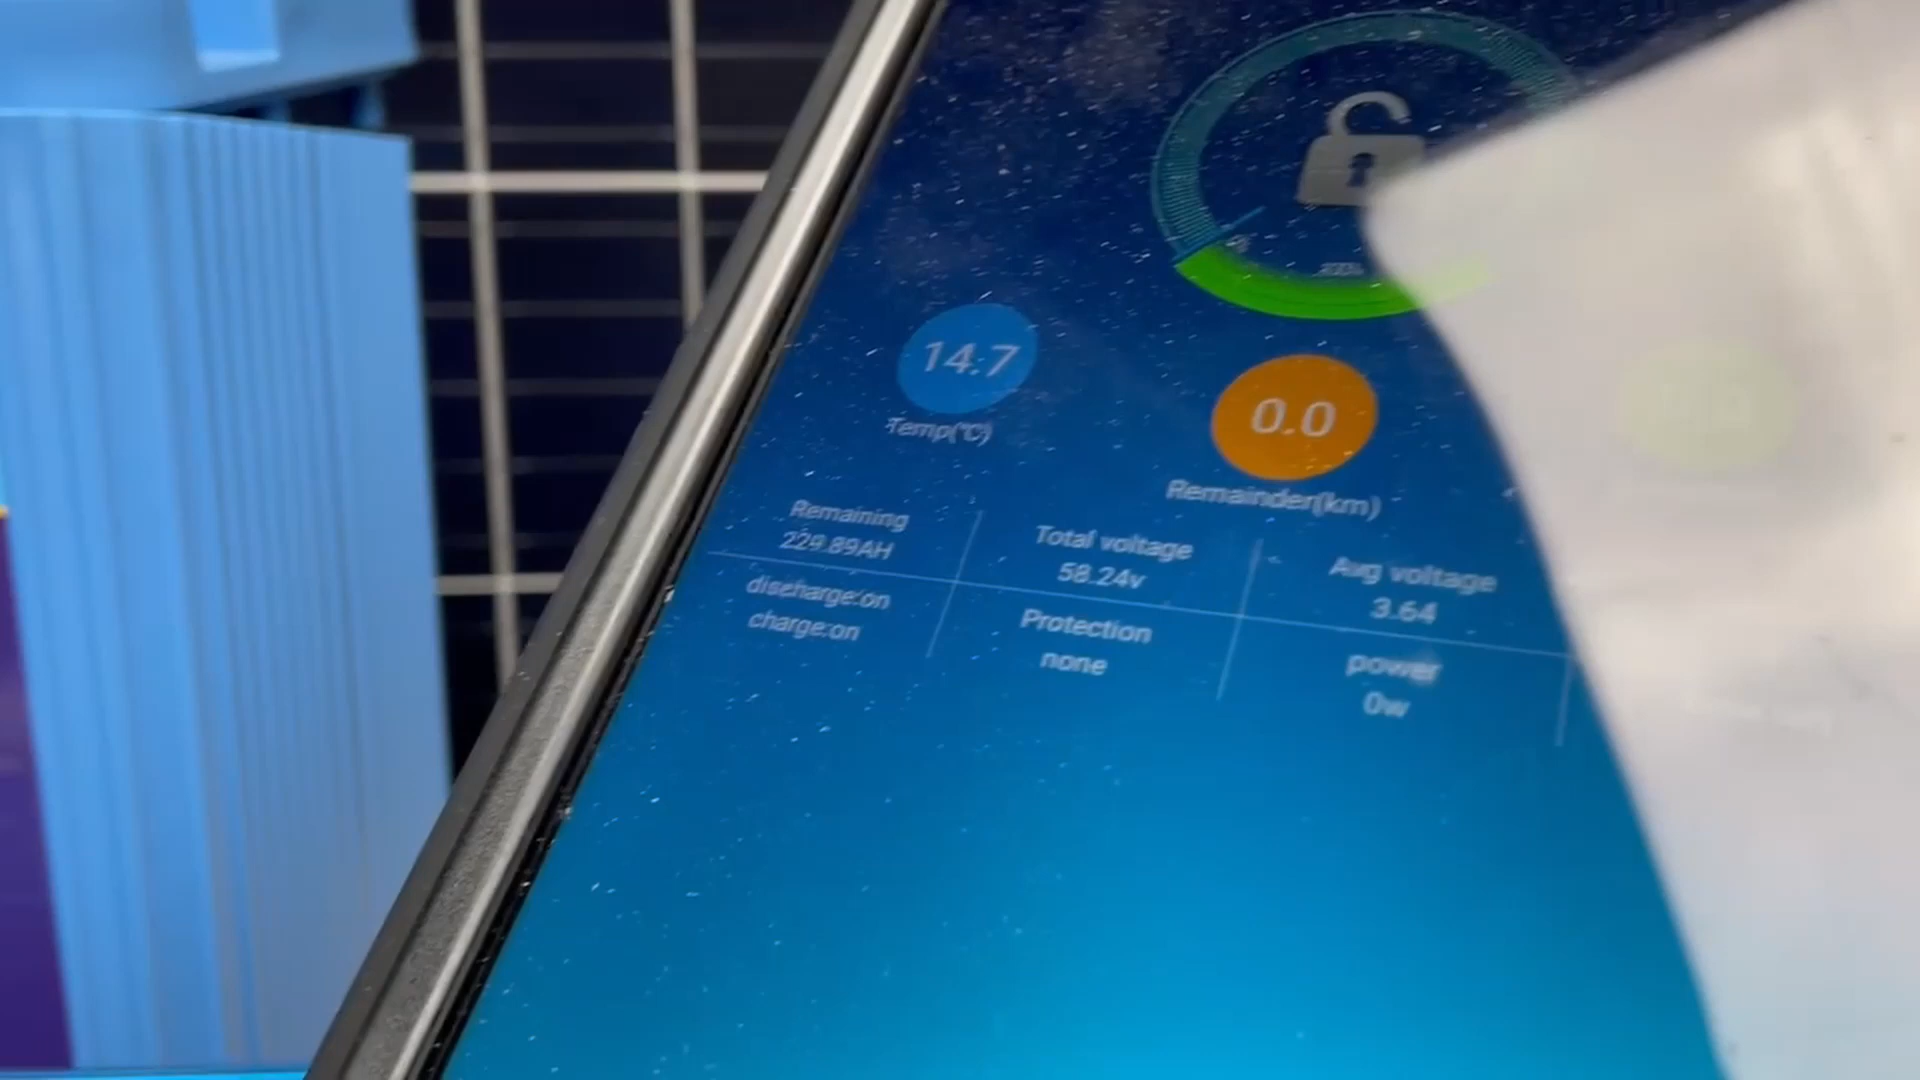 14.7
Temp(℃)
0.0
Remainder(km)
Remaining
229.89AH
Total voltage
58.24v
Avg voltage
3.64
discharge:on
charge:on
Protection
none
power
0w